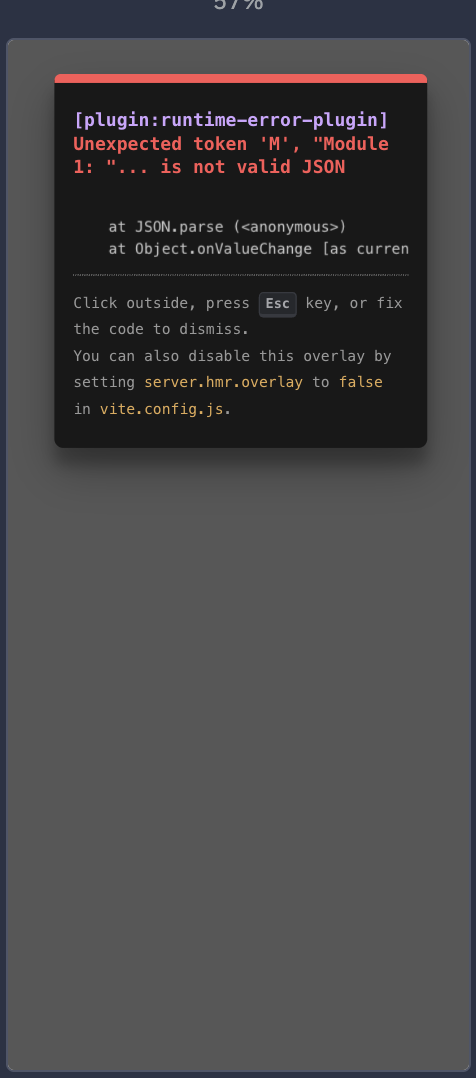 57%
[plugin:runtime-error-plugin]
Unexpected token 'M', "Module
1: "... is not valid JSON
at JSON.parse (<anonymous>)
at Object.onValueChange [as curren
Click outside, press Esc key, or fix
the code to dismiss.
You can also disable this overlay by
setting server.hmr.overlay to false
in vite.config.js.